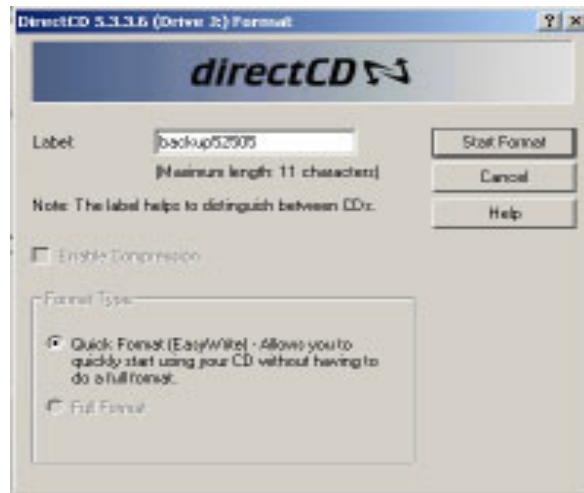 DirectCD 5.3.3.6 (Drive J:) Format
directCD
Label:
backup52505
(Maximum length: 11 characters)
Note: The label helps to distinguish between CDs.
Enable Compression
Format Type
Quick Format (EasyWrite) - Allows you to
quickly start using your CD without having to
do a full format.
Full Format
Start Format
Cancel
Help